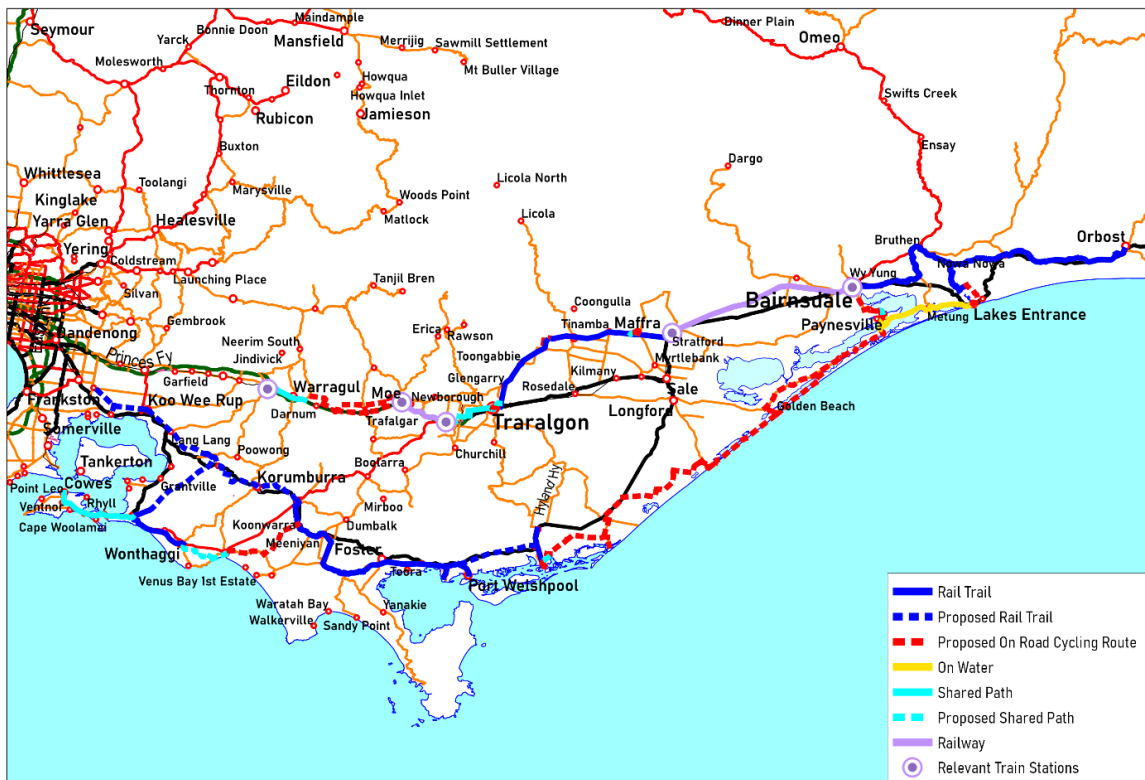 Seymour
Bonnie Doon
Maindample
Yarck
Mansfield
Merrijig
Sawmill Settlement
Mt Buller Village
Molesworth
Dinner Plain
Omeo
Thornton
Eildon
Howqua
Howqua Inlet
Rubicon
Jamieson
Swifts Creek
Buxton
Ensay
Whittlesea
Toolangi
Marysville
Dargo
Kinglake
Licola North
Woods Point
Matlock
Licola
Yarra Glen
Healesville
Yering
Coldstream
Launching Place
Bruthen
Orbost
Nowa Nowa
Silvan
Tanjil Bren
Wy Yung
Bairnsdale
Gembrook
Coongulla
Paynesville
Metung
Lakes Entrance
Dandenong
Erica
Rawson
Tinamba
Maffra
Stratford
Princes Fy
Neerim South
Jindivick
Toongabbie
Myrtlebank
Garfield
Warragul
Moe
Newborough
Glengarry
Rosedale
Kilmany
Sale
Frankston
Koo Wee Rup
Darnum
Trafalgar
Traralgon
Longford
Golden Beach
Somerville
Lang Lang
Poowong
Boolarra
Churchill
Tankerton
Cowes
Grantville
Korumburra
Hyland Hy
Point Leo
Rhyll
Ventnor
Mirboo
Cape Woolamai
Koonwarra
Dumbalk
Wonthaggi
Meeniyan
Foster
Venus Bay 1st Estate
Toora
Port Welshpool
Waratah Bay
Yanakie
Walkerville
Sandy Point
Rail Trail
Proposed Rail Trail
Proposed On Road Cycling Route
On Water
Shared Path
Proposed Shared Path
Railway
Relevant Train Stations